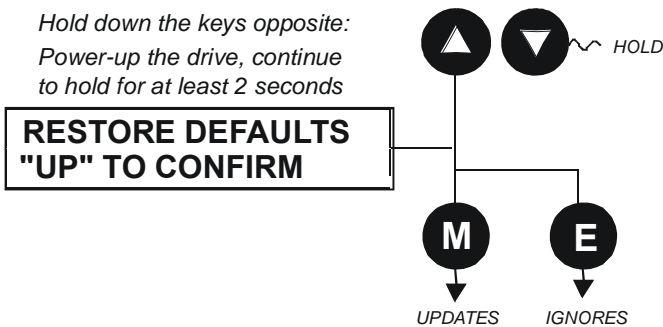 Hold down the keys opposite:
Power-up the drive, continue
to hold for at least 2 seconds
HOLD
RESTORE DEFAULTS
"UP" TO CONFIRM
M
E
UPDATES
IGNORES